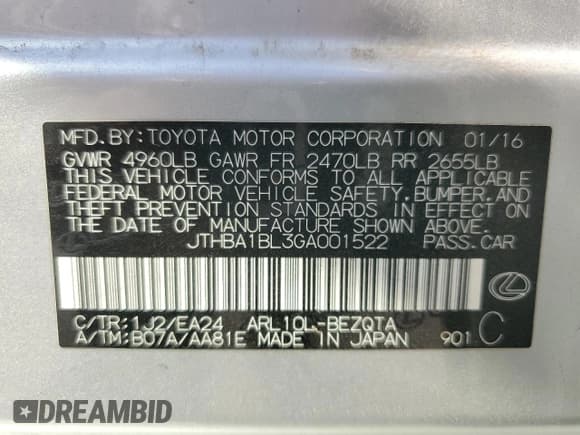 MFD.BY:TOYOTA MOTOR CORPORATION 01/16
GVWR 4960LB GAWR FR 2470LB RR 2655LB
THIS VEHICLE CONFORMS TO ALL APPLICABLE
FEDERAL MOTOR VEHICLE SAFETY,BUMPER,AND
THEFT PREVENTION STANDARDS IN EFFECT ON
THE DATE OF MANUFACTURE SHOWN ABOVE.
JTHBA1BL3GA001522 PASS.CAR
C/TR:1J2/EA24 ARL10L-BEZQTA C
A/TM:B07A/AA81E MADE IN JAPAN 901
DREAMBID